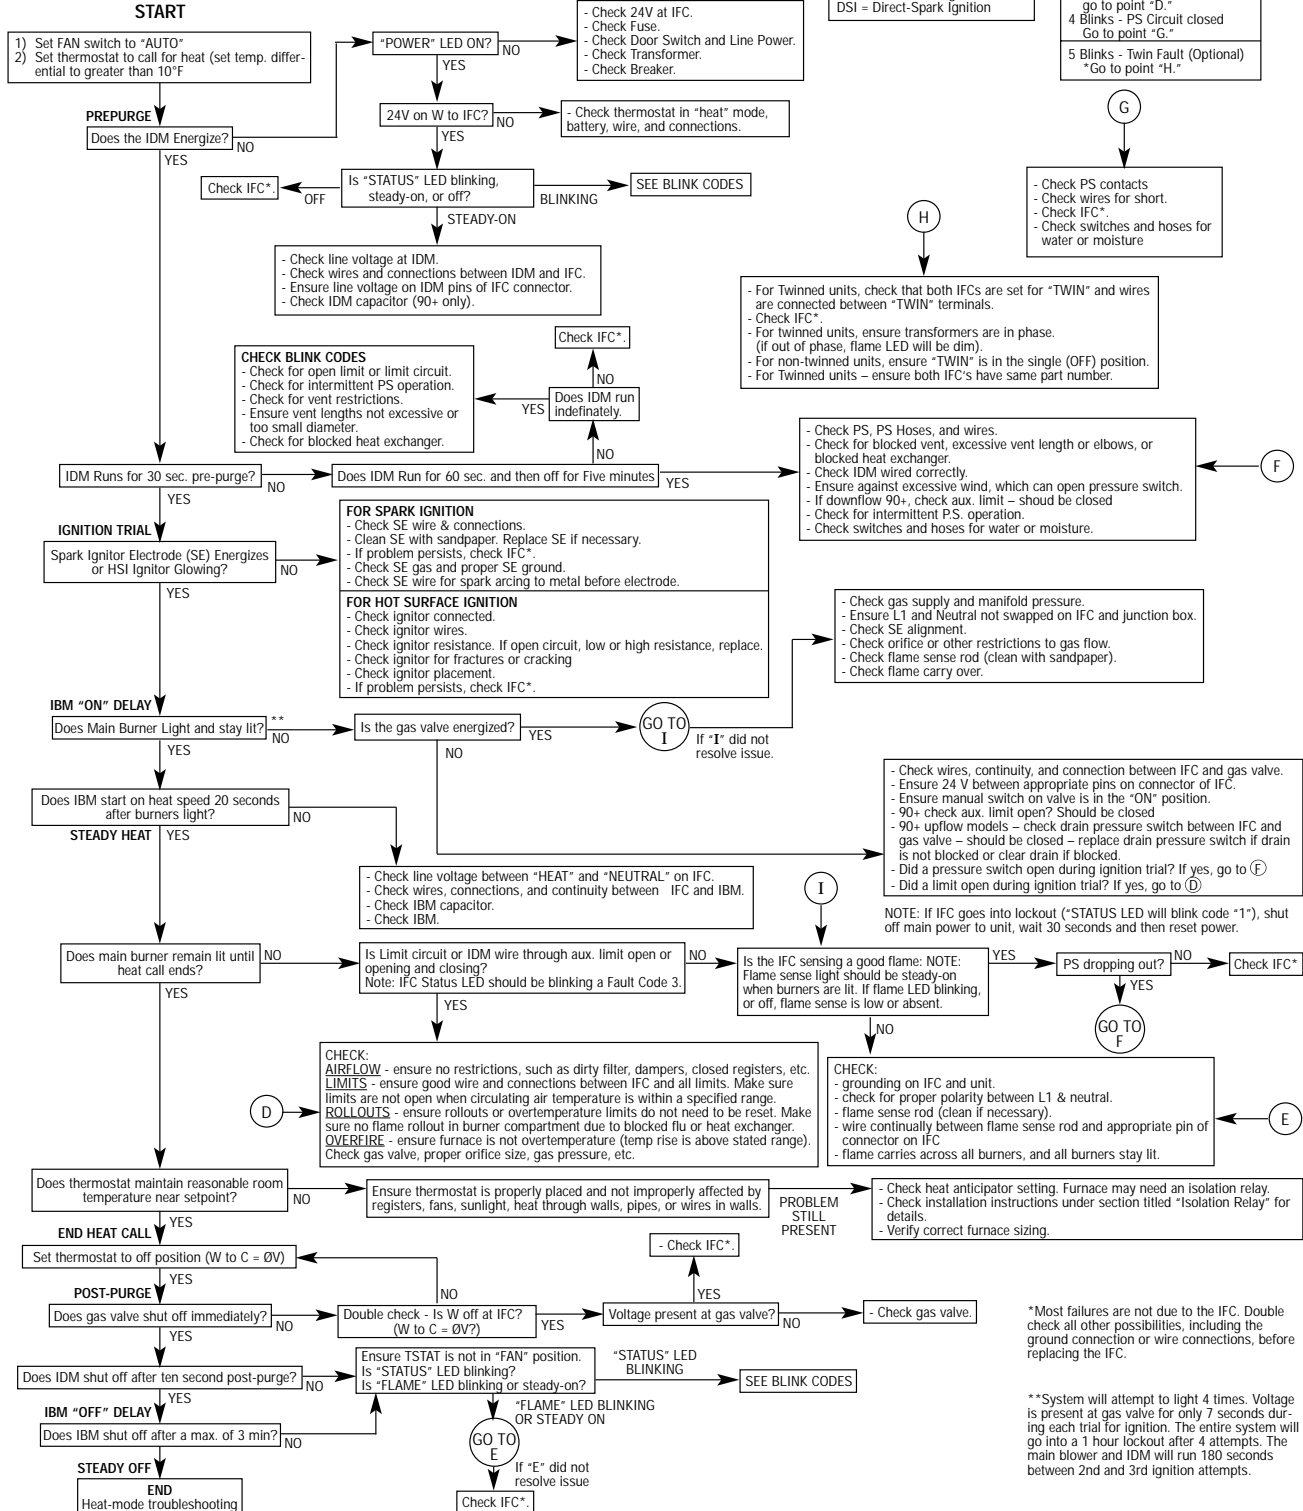 START
1) Set FAN switch to "AUTO"
2) Set thermostat to call for heat (set temp. differ-
ential to greater than 10°F
"POWER" LED ON?
NO
YES
- Check 24V at IFC.
- Check Fuse.
- Check Door Switch and Line Power.
- Check Transformer.
- Check Breaker.
DSI = Direct-Spark Ignition
go to point "D."
4 Blinks - PS Circuit closed
Go to point "G."
5 Blinks - Twin Fault (Optional)
*Go to point "H."
PREPURGE
Does the IDM Energize?
NO
YES
24V on W to IFC?
NO
YES
- Check thermostat in "heat" mode,
battery, wire, and connections.
Check IFC*.
OFF
Is "STATUS" LED blinking,
steady-on, or off?
BLINKING
SEE BLINK CODES
STEADY-ON
- Check line voltage at IDM.
- Check wires and connections between IDM and IFC.
- Ensure line voltage on IDM pins of IFC connector.
- Check IDM capacitor (90+ only).
G
- Check PS contacts
- Check wires for short.
- Check IFC*.
- Check switches and hoses for
water or moisture
H
- For Twinned units, check that both IFCs are set for "TWIN" and wires
are connected between "TWIN" terminals.
- Check IFC*.
- For twinned units, ensure transformers are in phase.
(if out of phase, flame LED will be dim).
- For non-twinned units, ensure "TWIN" is in the single (OFF) position.
- For Twinned units – ensure both IFC's have same part number.
Check IFC*.
NO
CHECK BLINK CODES
- Check for open limit or limit circuit.
- Check for intermittent PS operation.
- Check for vent restrictions.
- Ensure vent lengths not excessive or
too small diameter.
- Check for blocked heat exchanger.
YES
Does IDM run
indefinately.
NO
IDM Runs for 30 sec. pre-purge?
NO
YES
Does IDM Run for 60 sec. and then off for Five minutes
YES
- Check PS, PS Hoses, and wires.
- Check for blocked vent, excessive vent length or elbows, or
blocked heat exchanger.
- Check IDM wired correctly.
- Ensure against excessive wind, which can open pressure switch.
- If downflow 90+, check aux. limit – shoud be closed
- Check for intermittent P.S. operation.
- Check switches and hoses for water or moisture.
F
IGNITION TRIAL
Spark Ignitor Electrode (SE) Energizes
or HSI Ignitor Glowing?
NO
YES
FOR SPARK IGNITION
- Check SE wire & connections.
- Clean SE with sandpaper. Replace SE if necessary.
- If problem persists, check IFC*.
- Check SE gas and proper SE ground.
- Check SE wire for spark arcing to metal before electrode.
FOR HOT SURFACE IGNITION
- Check ignitor connected.
- Check ignitor wires.
- Check ignitor resistance. If open circuit, low or high resistance, replace.
- Check ignitor for fractures or cracking
- Check ignitor placement.
- If problem persists, check IFC*.
- Check gas supply and manifold pressure.
- Ensure L1 and Neutral not swapped on IFC and junction box.
- Check SE alignment.
- Check orifice or other restrictions to gas flow.
- Check flame sense rod (clean with sandpaper).
- Check flame carry over.
IBM "ON" DELAY
Does Main Burner Light and stay lit?
**
NO
YES
Is the gas valve energized?
YES
NO
GO TO
I
If "I" did not
resolve issue.
Does IBM start on heat speed 20 seconds
after burners light?
NO
STEADY HEAT
YES
- Check line voltage between "HEAT" and "NEUTRAL" on IFC.
- Check wires, connections, and continuity between IFC and IBM.
- Check IBM capacitor.
- Check IBM.
- Check wires, continuity, and connection between IFC and gas valve.
- Ensure 24 V between appropriate pins on connector of IFC.
- Ensure manual switch on valve is in the "ON" position.
- 90+ check aux. limit open? Should be closed
- 90+ upflow models – check drain pressure switch between IFC and
gas valve – should be closed – replace drain pressure switch if drain
is not blocked or clear drain if blocked.
- Did a pressure switch open during ignition trial? If yes, go to F
- Did a limit open during ignition trial? If yes, go to D
NOTE: If IFC goes into lockout ("STATUS LED will blink code "1"), shut
off main power to unit, wait 30 seconds and then reset power.
I
Does main burner remain lit until
heat call ends?
NO
YES
Is Limit circuit or IDM wire through aux. limit open or
opening and closing?
Note: IFC Status LED should be blinking a Fault Code 3.
NO
YES
Is the IFC sensing a good flame: NOTE:
Flame sense light should be steady-on
when burners are lit. If flame LED blinking,
or off, flame sense is low or absent.
YES
NO
PS dropping out?
NO
YES
Check IFC*
GO TO
F
D
CHECK:
AIRFLOW - ensure no restrictions, such as dirty filter, dampers, closed registers, etc.
LIMITS - ensure good wire and connections between IFC and all limits. Make sure
limits are not open when circulating air temperature is within a specified range.
ROLLOUTS - ensure rollouts or overtemperature limits do not need to be reset. Make
sure no flame rollout in burner compartment due to blocked flu or heat exchanger.
OVERFIRE - ensure furnace is not overtemperature (temp rise is above stated range).
Check gas valve, proper orifice size, gas pressure, etc.
CHECK:
- grounding on IFC and unit.
- check for proper polarity between L1 & neutral.
- flame sense rod (clean if necessary).
- wire continually between flame sense rod and appropriate pin of
connector on IFC
- flame carries across all burners, and all burners stay lit.
E
Does thermostat maintain reasonable room
temperature near setpoint?
NO
YES
Ensure thermostat is properly placed and not improperly affected by
registers, fans, sunlight, heat through walls, pipes, or wires in walls.
PROBLEM
STILL
PRESENT
- Check heat anticipator setting. Furnace may need an isolation relay.
- Check installation instructions under section titled "Isolation Relay" for
details.
- Verify correct furnace sizing.
END HEAT CALL
Set thermostat to off position (W to C = ØV)
YES
- Check IFC*.
POST-PURGE
Does gas valve shut off immediately?
NO
YES
NO
Double check - Is W off at IFC?
(W to C = ØV?)
YES
YES
Voltage present at gas valve?
NO
- Check gas valve.
Does IDM shut off after ten second post-purge?
NO
YES
Ensure TSTAT is not in "FAN" position.
Is "STATUS" LED blinking?
Is "FLAME" LED blinking or steady-on?
"STATUS" LED
BLINKING
SEE BLINK CODES
"FLAME" LED BLINKING
OR STEADY ON
IBM "OFF" DELAY
Does IBM shut off after a max. of 3 min?
NO
GO TO
E
If "E" did not
resolve issue
Check IFC*.
STEADY OFF
END
Heat-mode troubleshooting
*Most failures are not due to the IFC. Double
check all other possibilities, including the
ground connection or wire connections, before
replacing the IFC.
**System will attempt to light 4 times. Voltage
is present at gas valve for only 7 seconds dur-
ing each trial for ignition. The entire system will
go into a 1 hour lockout after 4 attempts. The
main blower and IDM will run 180 seconds
between 2nd and 3rd ignition attempts.